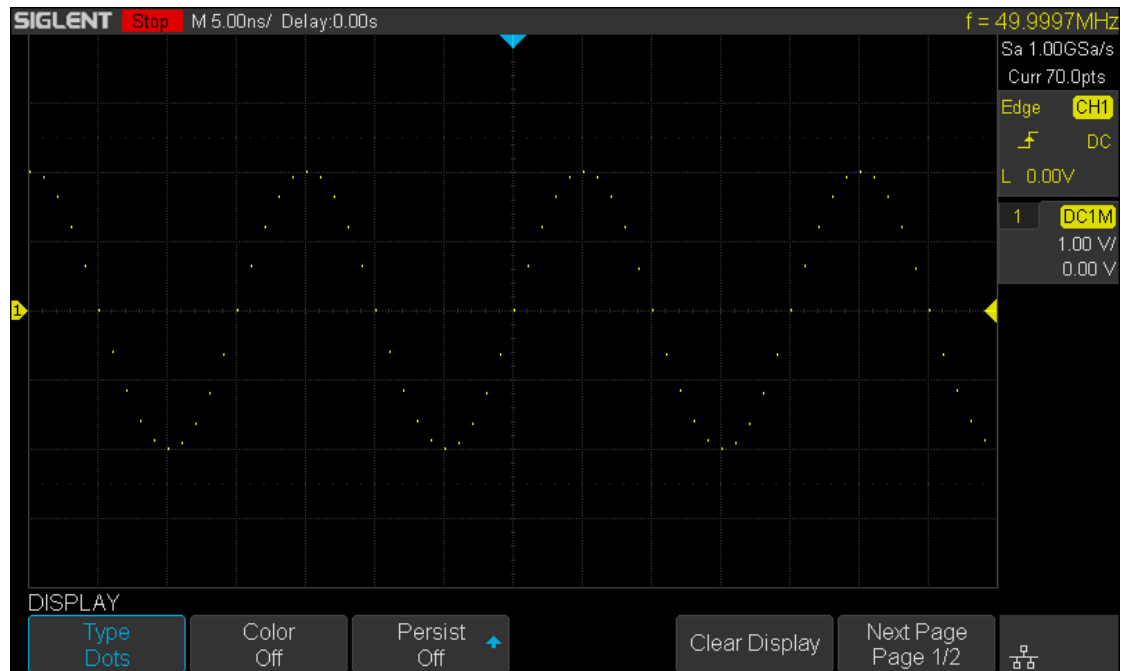 SIGLENT Stop M 5.00ns/ Delay:0.00s f = 49.9997MHz
Sa 1.00GSa/s
Curr 70.0pts
Edge CH1
DC
L 0.00V
1 DC1M
1.00 V/
0.00 V
1
DISPLAY
Type
Dots
Color
Off
Persist
Off
Clear Display
Next Page
Page 1/2